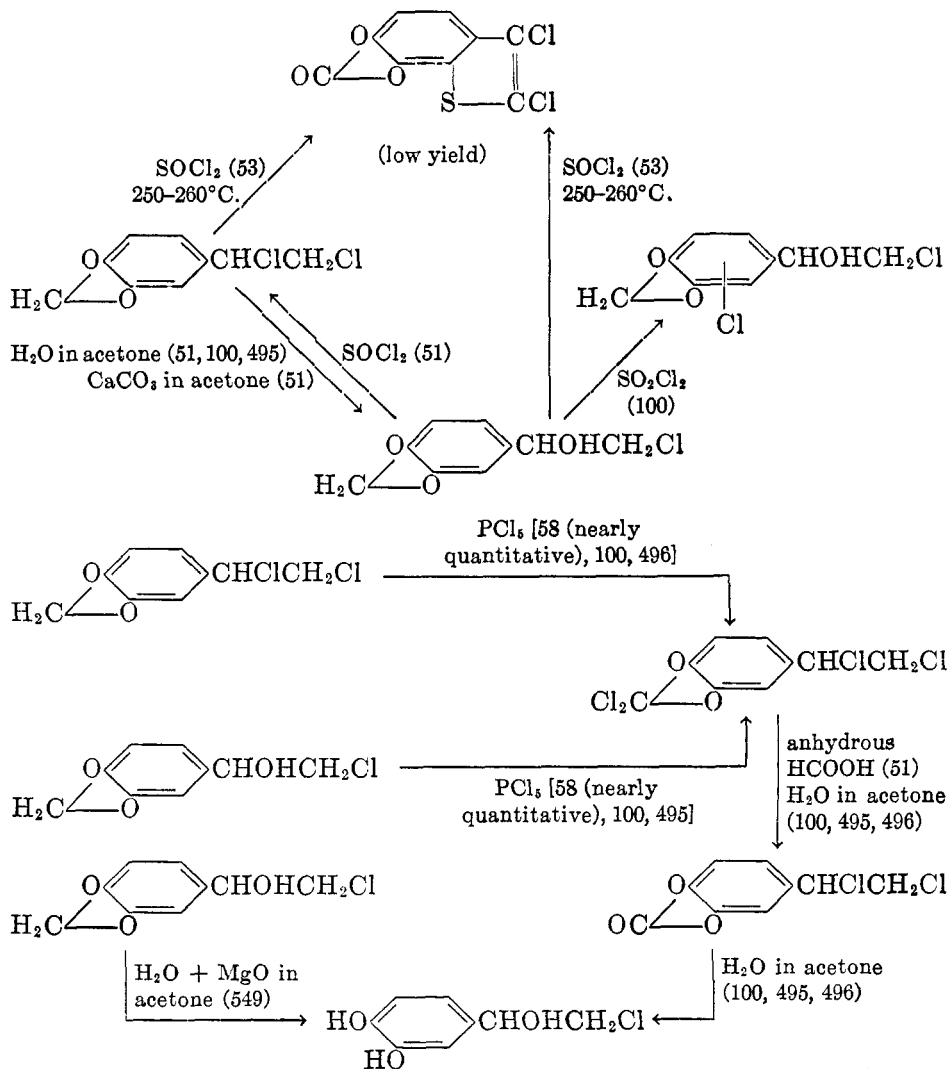 O
CCl
OC
O
S
CCl
(low yield)
SOCl₂ (53)
250–260°C.
SOCl₂ (53)
250–260°C.
O
CHClCH₂Cl
H₂C
O
O
CHOHCH₂Cl
H₂C
O
Cl
H₂O in acetone (51, 100, 495)
CaCO₃ in acetone (51)
SOCl₂ (51)
SO₂Cl₂
(100)
O
CHOHCH₂Cl
H₂C
O
PCl₅ [58 (nearly
quantitative), 100, 496]
O
CHClCH₂Cl
H₂C
O
O
CHClCH₂Cl
Cl₂C
O
O
CHOHCH₂Cl
H₂C
O
PCl₅ [58 (nearly
quantitative), 100, 495]
anhydrous
HCOOH (51)
H₂O in acetone
(100, 495, 496)
O
CHOHCH₂Cl
H₂C
O
O
CHClCH₂Cl
OC
O
H₂O + MgO in
acetone (549)
H₂O in acetone
(100, 495, 496)
HO
CHOHCH₂Cl
HO